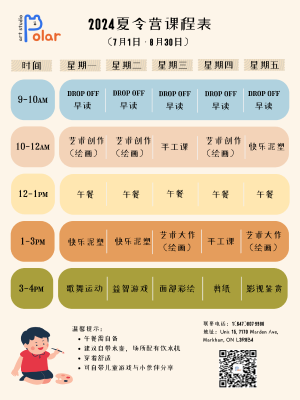 art studio
Polar
2024夏令营课程表
(7月1日-8月30日)
时间 星期一 星期二 星期三 星期四 星期五
9-10AM DROP OFF DROP OFF DROP OFF DROP OFF DROP OFF
早读 早读 早读 早读 早读
10-12AM 艺术创作 艺术创作 手工课 艺术创作 快乐泥塑
(绘画) (绘画) (绘画)
12-1PM 午餐 午餐 午餐 午餐 午餐
1-3PM 快乐泥塑 快乐泥塑 艺术大作 手工课 艺术创作
(绘画) (绘画)
3-4PM 歌舞运动 益智游戏 面部彩绘 剪纸 影视鉴赏
温馨提示:
• 午餐需自备
• 建议自带水壶,场所配有饮水机
• 穿着舒适
• 可自带儿童游戏与小伙伴分享
联系电话:
地址: Unit 16, 7170 Warden Ave,
Markham, ON